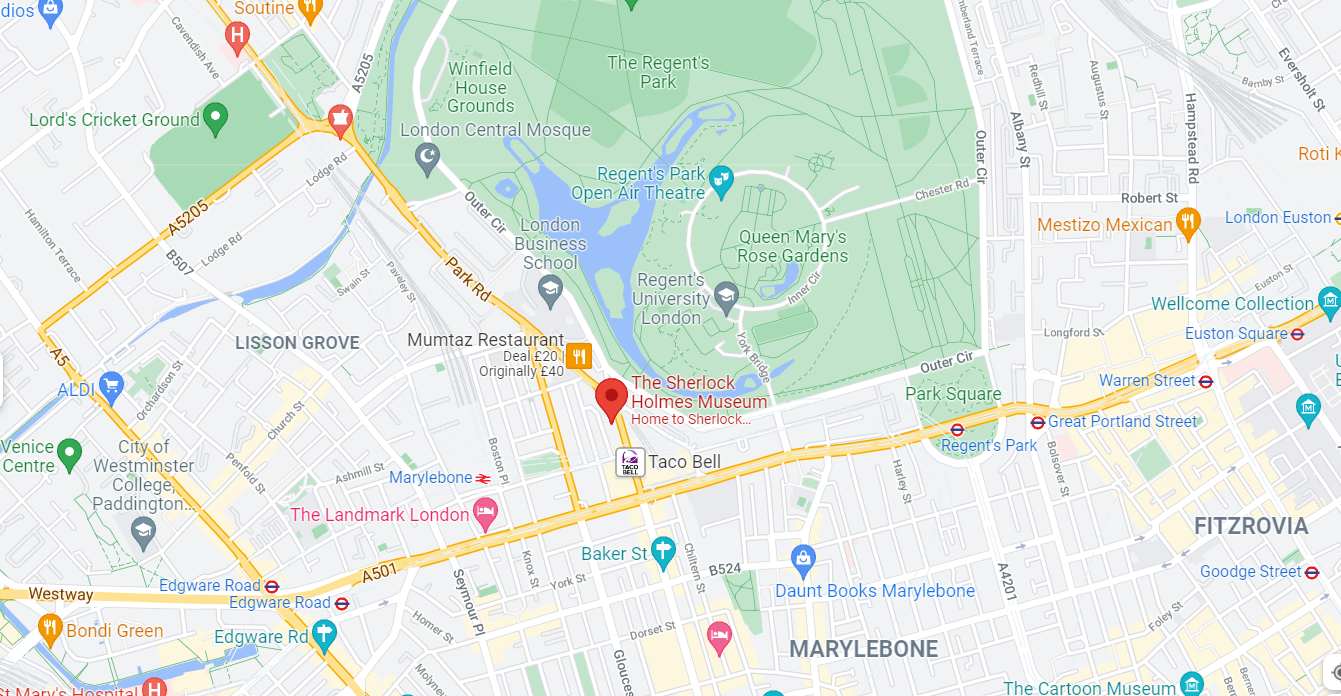 dios
Soutine
Cavendish Ave
A5205
Winfield
House
Grounds
The Regent's
Park
Cumberland Terrace
Redhill St
Augustus St
Barnby St
Eversholt St
Lord's Cricket Ground
London Central Mosque
Albany St
Hampstead Rd
Outer Cir
Roti K
Lodge Rd
Regent's Park
Open Air Theatre
Chester Rd
Robert St
Mestizo Mexican
London Euston
A5205
Outer Cir
London
Business
School
Queen Mary's
Rose Gardens
Hamilton Terrace
Lodge Rd
B507
Swain St
Paveley St
Park Rd
Regent's
University
London
Inner Cir
Euston St
Wellcome Collection
Euston Square
Longford St
LISSON GROVE
Mumtaz Restaurant
Deal £20 |
Originally £40
York Bridge
Outer Cir
A5
ALDI
Orchardson St
The Sherlock
Holmes Museum
Home to Sherlock...
Park Square
Warren Street
Great Portland Street
Regent's Park
Church St
Venice
Centre
City of
Westminster
College,
Paddington...
Penfold St
Boston Pl
Ashmill St
Marylebone
TACO
BELL
Taco Bell
Harley St
Bolsover St
The Landmark London
FITZROVIA
Baker St
Chiltern St
B524
Daunt Books Marylebone
A4201
Goodge Street
Knox St
York St
A501
Westway
Edgware Road
Edgware Road
Seymour Pl
Bondi Green
Edgware Rd
Homer St
Dorset St
MARYLEBONE
Foley St
Molyne
Glouces
Berne
St Mary's Hospital
The Cartoon Museum